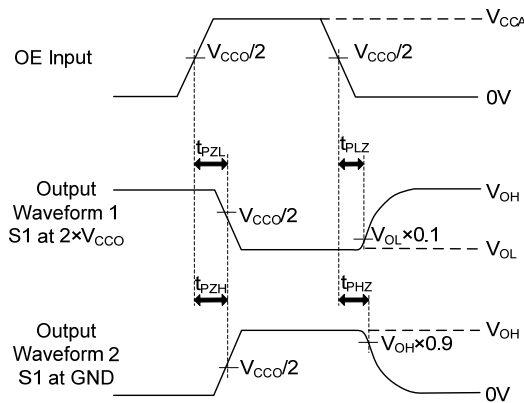 V_CCA
OE Input
V_CCO/2
V_CCO/2
0V
t_PZL
t_PLZ
Output
Waveform 1
S1 at 2×V_CCO
V_CCO/2
V_OH
V_OL×0.1
V_OL
t_PZH
t_PHZ
Output
Waveform 2
S1 at GND
V_CCO/2
V_OH
V_OH×0.9
0V